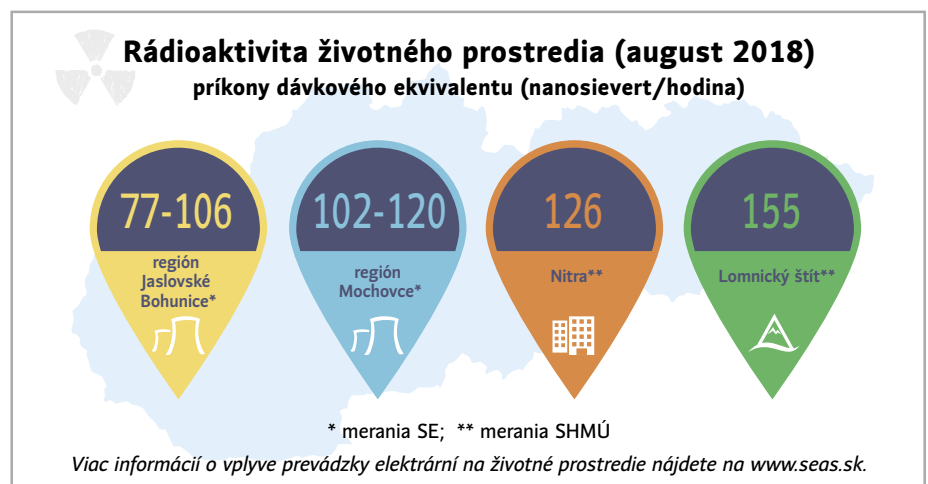 Rádioaktivita životného prostredia (august 2018)
príkony dávkového ekvivalentu (nanosievert/hodina)
77-106
región
Jaslovské
Bohunice*
102-120
región
Mochovce*
126
Nitra**
155
Lomnický štít**
* merania SE; ** merania SHMÚ
Viac informácií o vplyve prevádzky elektrární na životné prostredie nájdete na www.seas.sk.